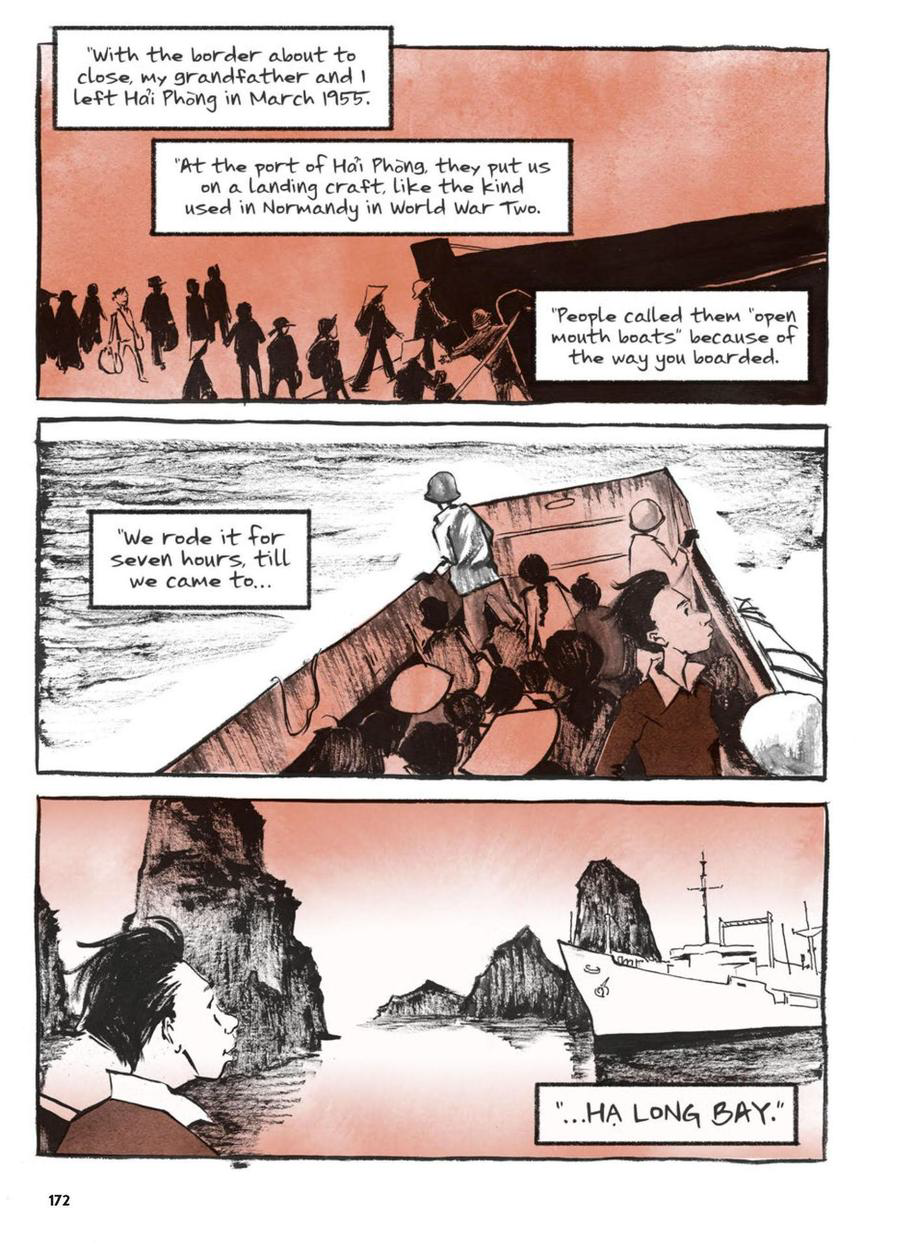 "With the border about to
close, my grandfather and I
left Hải Phòng in March 1955.
"At the port of Hải Phòng, they put us
on a landing craft, like the kind
used in Normandy in World War Two.
"People called them "open
mouth boats" because of
the way you boarded.
"We rode it for
seven hours, till
we came to...
"...HẠ LONG BAY."
172